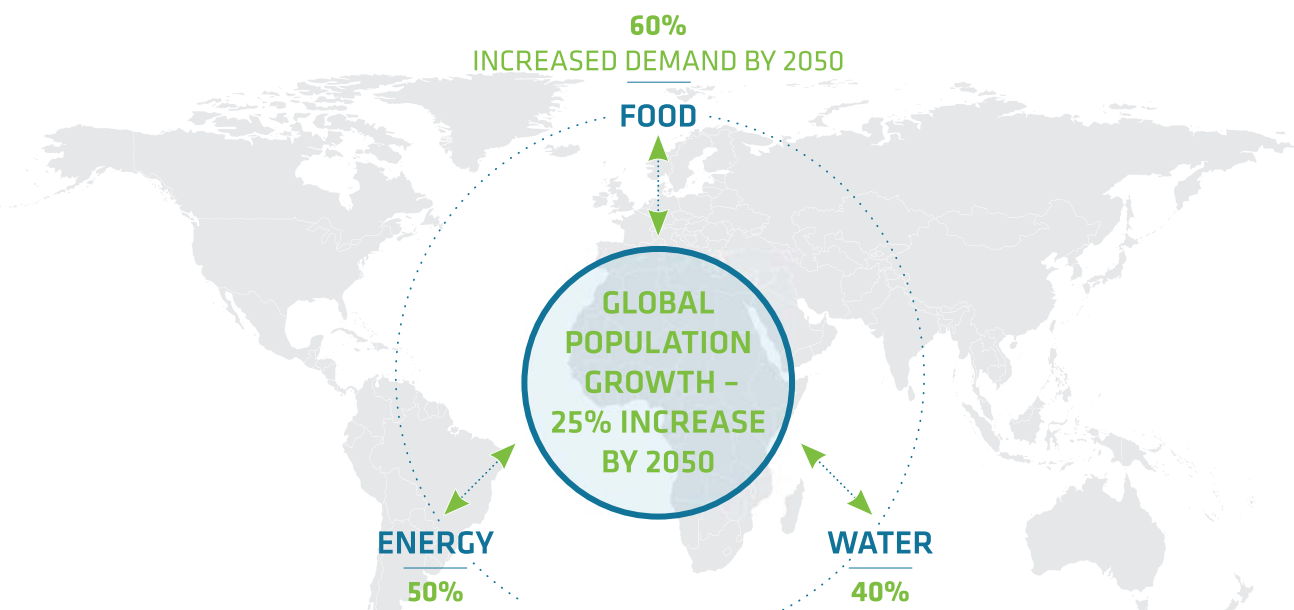 60%
INCREASED DEMAND BY 2050
FOOD
GLOBAL
POPULATION
GROWTH –
25% INCREASE
BY 2050
ENERGY
50%
WATER
40%